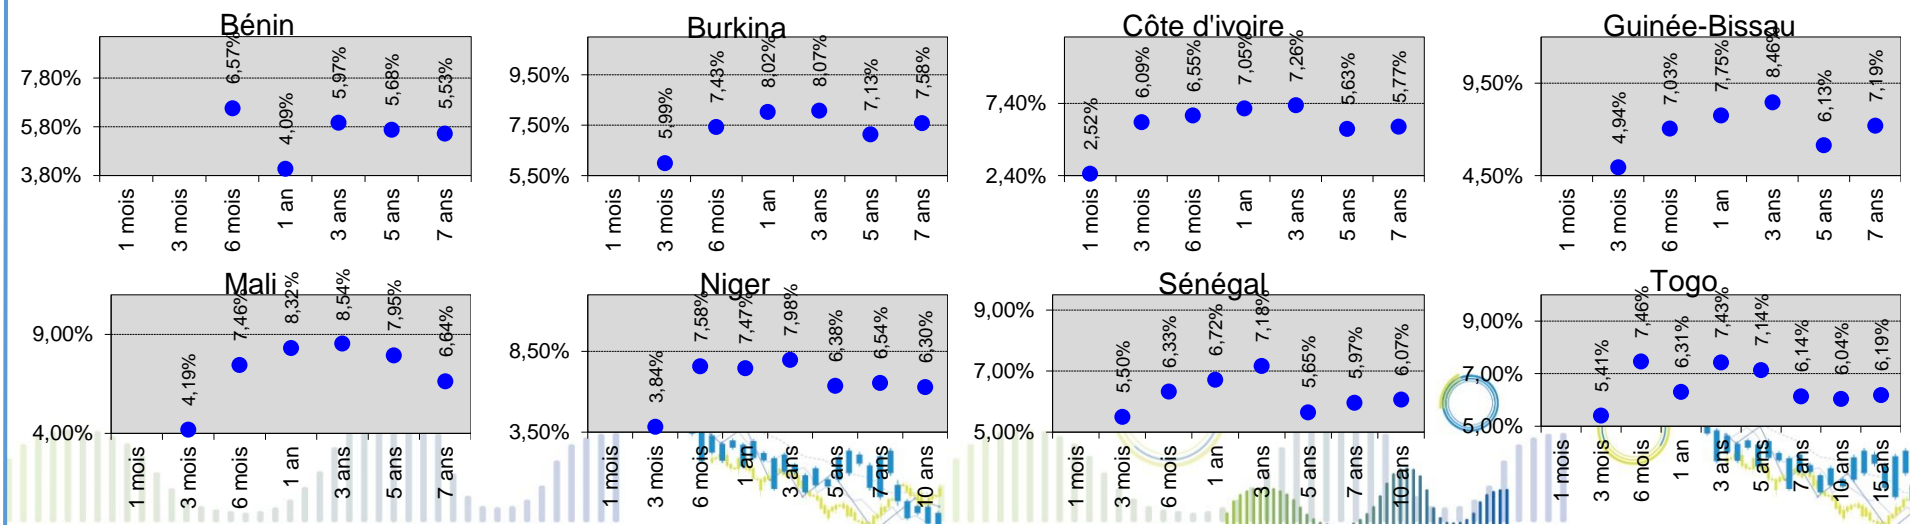 Bénin
7,80%
5,80%
3,80%
6,57%
4,09%
5,97%
5,68%
5,53%
1 mois
3 mois
6 mois
1 an
3 ans
5 ans
7 ans
Burkina
9,50%
7,50%
5,50%
5,99%
7,43%
8,02%
8,07%
7,13%
7,58%
1 mois
3 mois
6 mois
1 an
3 ans
5 ans
7 ans
Côte d'ivoire
7,40%
2,40%
2,52%
6,09%
6,55%
7,05%
7,26%
5,63%
5,77%
1 mois
3 mois
6 mois
1 an
3 ans
5 ans
7 ans
Guinée-Bissau
9,50%
4,50%
4,94%
7,03%
7,75%
8,46%
6,13%
7,19%
1 mois
3 mois
6 mois
1 an
3 ans
5 ans
7 ans
Mali
9,00%
4,00%
4,19%
7,46%
8,32%
8,54%
7,95%
6,64%
1 mois
3 mois
6 mois
1 an
3 ans
5 ans
7 ans
Niger
8,50%
3,50%
3,84%
7,58%
7,47%
7,98%
6,38%
6,54%
6,30%
1 mois
3 mois
6 mois
1 an
3 ans
5 ans
7 ans
10 ans
Sénégal
9,00%
7,00%
5,00%
5,50%
6,33%
6,72%
7,18%
5,65%
5,97%
6,07%
1 mois
3 mois
6 mois
1 an
3 ans
5 ans
7 ans
10 ans
Togo
9,00%
7,00%
5,00%
5,41%
7,46%
6,31%
7,43%
7,14%
6,14%
6,04%
6,19%
1 mois
3 mois
6 mois
1 an
3 ans
5 ans
7 ans
10 ans
15 ans